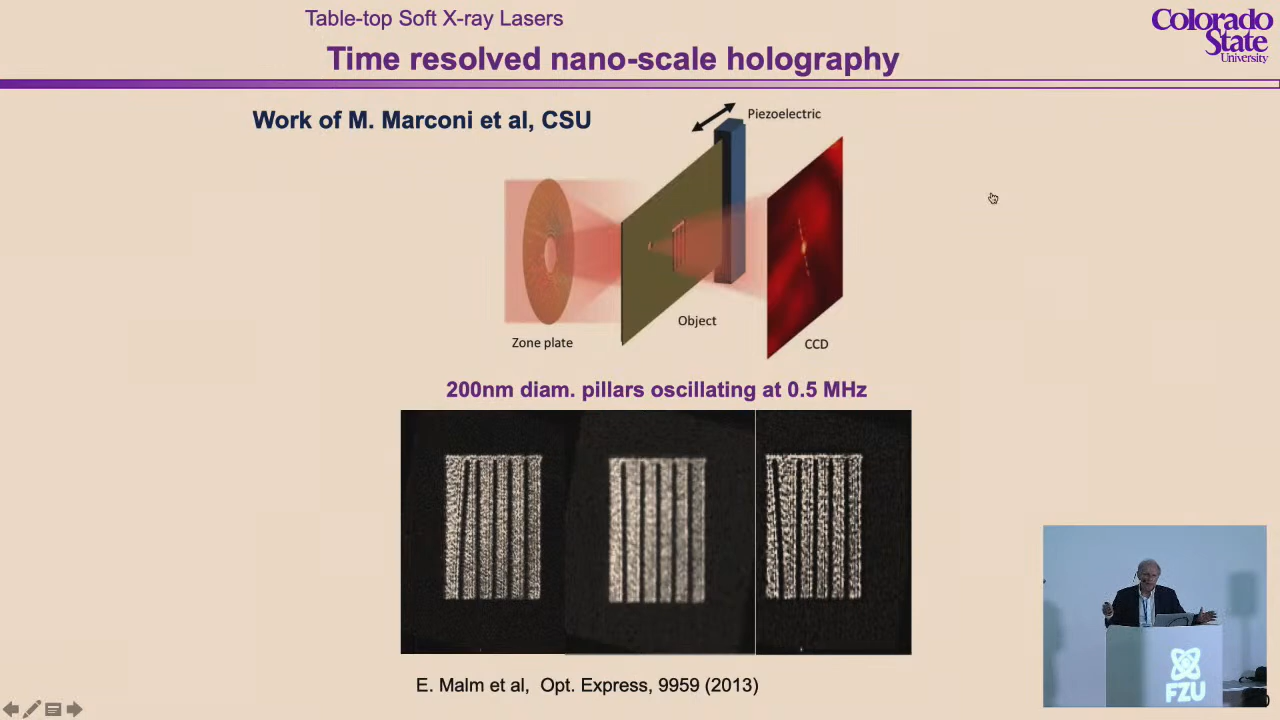 Table-top Soft X-ray Lasers
Time resolved nano-scale holography
Colorado
State
University
Work of M. Marconi et al, CSU
Piezoelectric
Object
Zone plate
CCD
200nm diam. pillars oscillating at 0.5 MHz
E. Malm et al, Opt. Express, 9959 (2013)
FZU